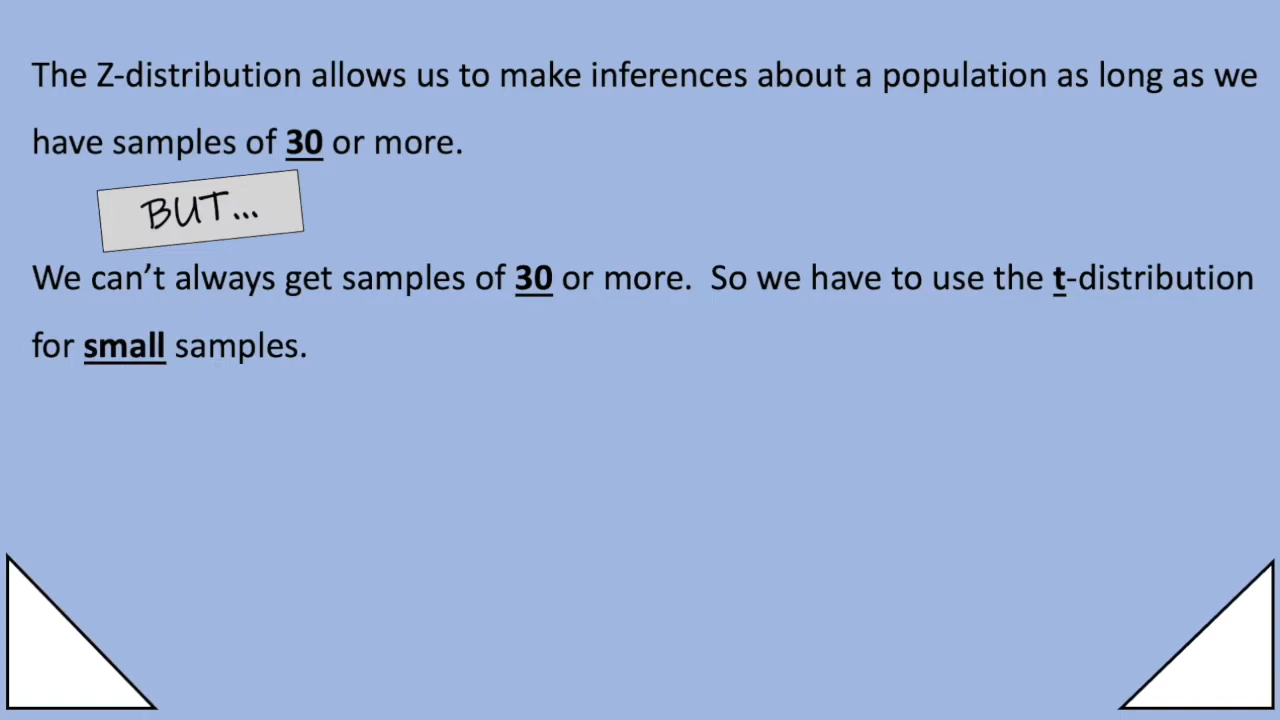 The Z-distribution allows us to make inferences about a population as long as we
have samples of 30 or more.
BUT...
We can’t always get samples of 30 or more.  So we have to use the t-distribution
for small samples.